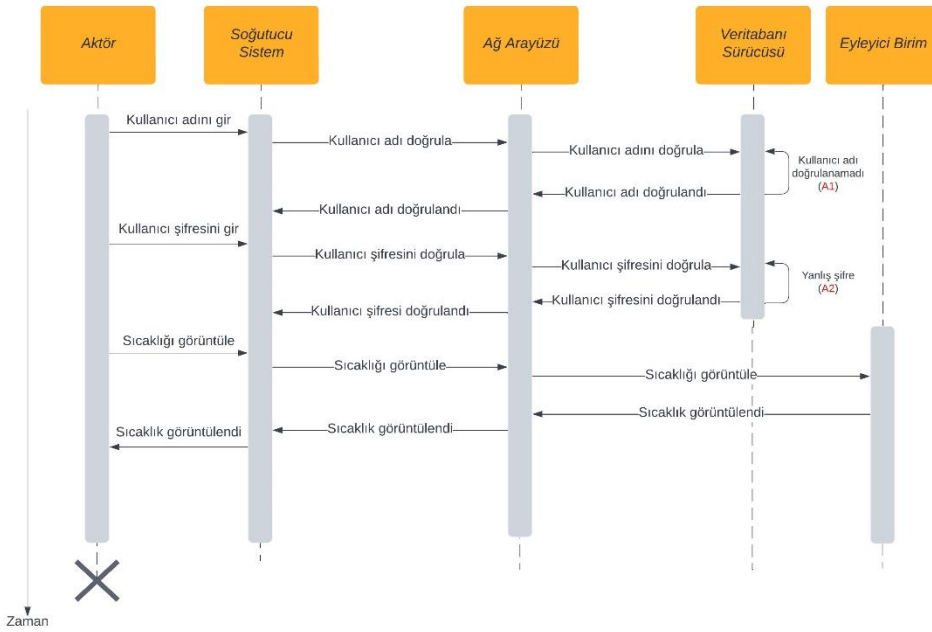 Aktör
Soğutucu
Sistem
Ağ Arayüzü
Veritabanı
Sürücüsü
Eyleyici Birim
Kullanıcı adını gir
Kullanıcı adı doğrula
Kullanıcı adını doğrula
Kullanıcı adı
doğrulanamadı
(A1)
Kullanıcı adı doğrulandı
Kullanıcı adı doğrulandı
Kullanıcı şifresini gir
Kullanıcı şifresini doğrula
Kullanıcı şifresini doğrula
Yanlış şifre
(A2)
Kullanıcı şifresini doğrulandı
Kullanıcı şifresi doğrulandı
Sıcaklığı görüntüle
Sıcaklığı görüntüle
Sıcaklığı görüntüle
Sıcaklık görüntülendi
Sıcaklık görüntülendi
Sıcaklık görüntülendi
Zaman